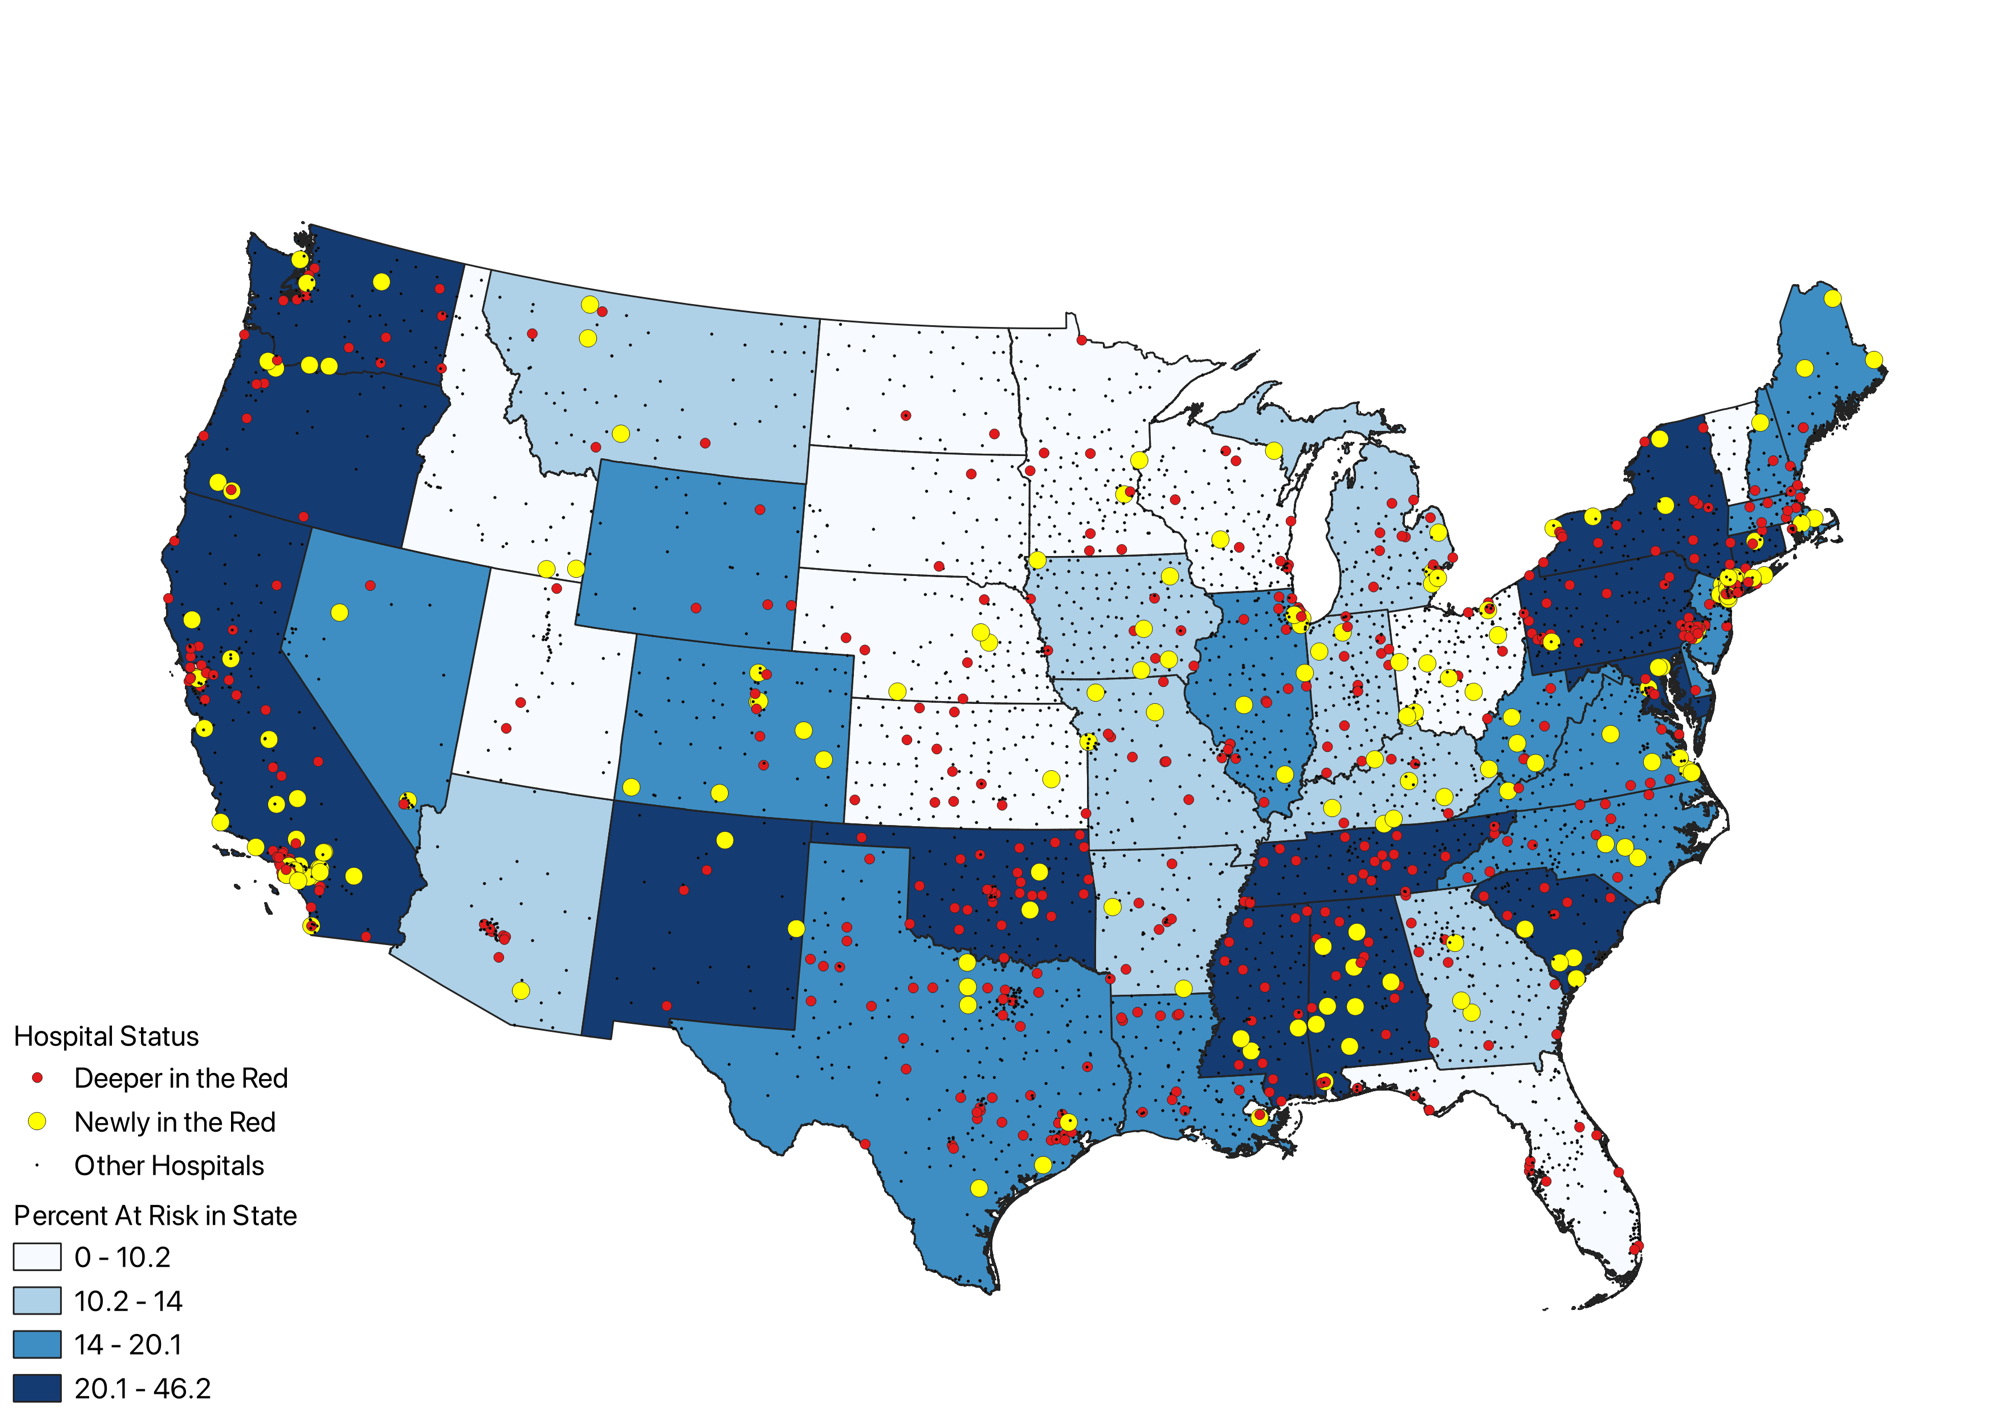 Hospital Status
Deeper in the Red
Newly in the Red
Other Hospitals
Percent At Risk in State
0 - 10.2
10.2 - 14
14 - 20.1
20.1 - 46.2